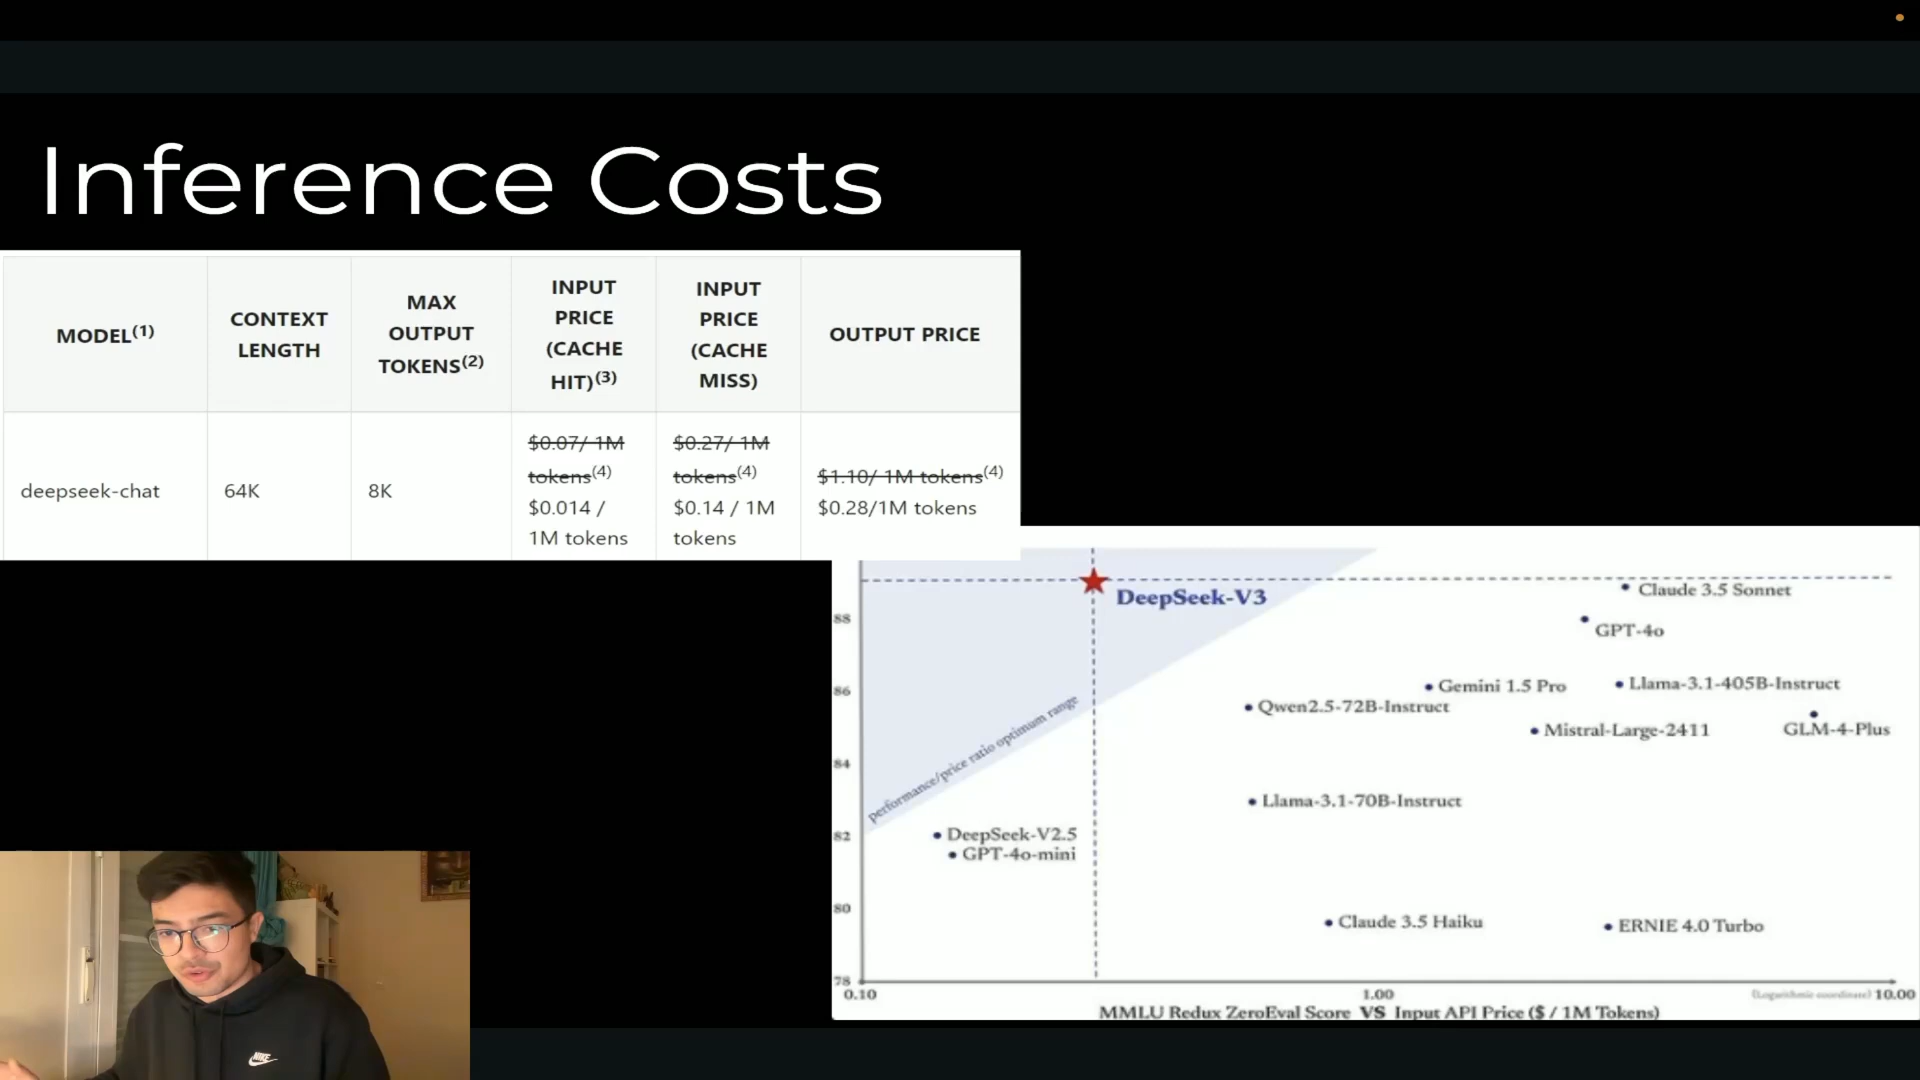 Inference Costs
MODEL(1)
CONTEXT
LENGTH
MAX
OUTPUT
TOKENS(2)
INPUT
PRICE
(CACHE
HIT)(3)
INPUT
PRICE
(CACHE
MISS)
OUTPUT PRICE
deepseek-chat
64K
8K
$0.07/ 1M
tokens(4)
$0.014 /
1M tokens
$0.27/ 1M
tokens(4)
$0.14 / 1M
tokens
$1.10/ 1M tokens(4)
$0.28/1M tokens
DeepSeek-V3
Claude 3.5 Sonnet
88
GPT-4o
86
Gemini 1.5 Pro
Llama-3.1-405B-Instruct
Qwen2.5-72B-Instruct
Mistral-Large-2411
GLM-4-Plus
performance/price ratio optimum range
84
Llama-3.1-70B-Instruct
82
DeepSeek-V2.5
GPT-4o-mini
80
Claude 3.5 Haiku
ERNIE 4.0 Turbo
78
0.10
1.00
(Logarithmic coordinate)
10.00
MMLU Redux ZeroEval Score VS Input API Price ($ / 1M Tokens)
NIKE